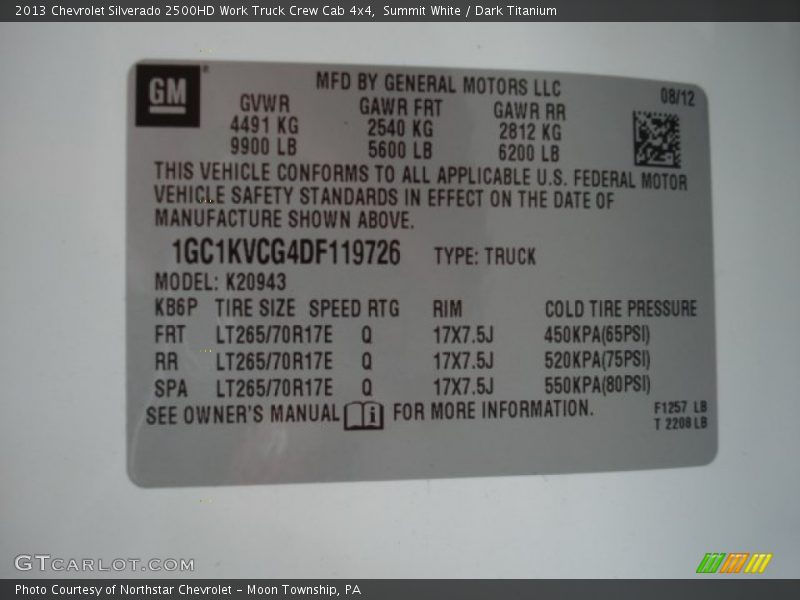 2013 Chevrolet Silverado 2500HD Work Truck Crew Cab 4x4,  Summit White / Dark Titanium
GM
MFD BY GENERAL MOTORS LLC
08/12
GVWR GAWR FRT GAWR RR
4491 KG 2540 KG 2812 KG
9900 LB 5600 LB 6200 LB
THIS VEHICLE CONFORMS TO ALL APPLICABLE U.S. FEDERAL MOTOR
VEHICLE SAFETY STANDARDS IN EFFECT ON THE DATE OF
MANUFACTURE SHOWN ABOVE.
1GC1KVCG4DF119726 TYPE: TRUCK
MODEL: K20943
KB6P TIRE SIZE SPEED RTG RIM COLD TIRE PRESSURE
FRT LT265/70R17E Q 17X7.5J 450KPA(65PSI)
RR LT265/70R17E Q 17X7.5J 520KPA(75PSI)
SPA LT265/70R17E Q 17X7.5J 550KPA(80PSI)
SEE OWNER'S MANUAL i FOR MORE INFORMATION.
F1257 LB
T 2208 LB
GTCARLOT.COM
Photo Courtesy of Northstar Chevrolet - Moon Township, PA